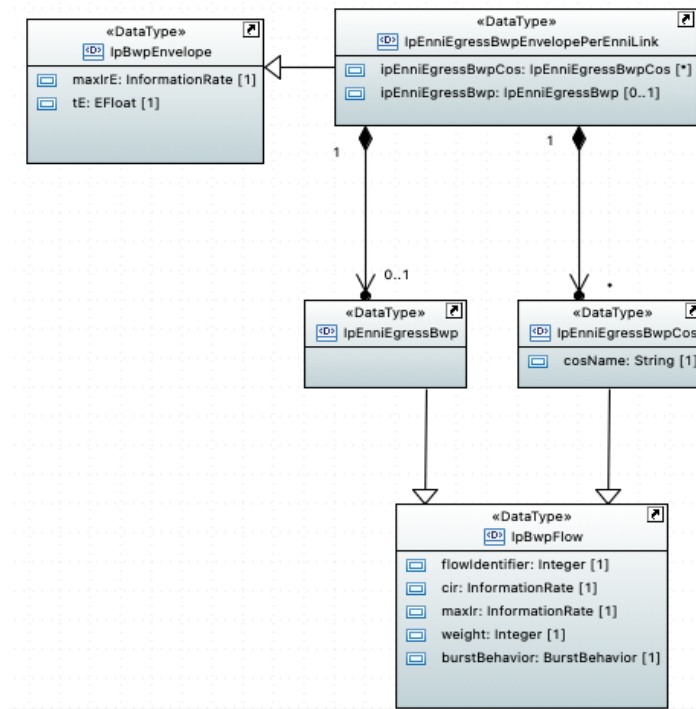 «DataType»
IpBwpEnvelope
maxIrE: InformationRate [1]
tE: EFloat [1]
«DataType»
IpEnniEgressBwpEnvelopePerEnniLink
ipEnniEgressBwpCos: IpEnniEgressBwpCos [*]
ipEnniEgressBwp: IpEnniEgressBwp [0..1]
1
1
0..1
*
«DataType»
IpEnniEgressBwp
«DataType»
IpEnniEgressBwpCos
cosName: String [1]
«DataType»
IpBwpFlow
flowIdentifier: Integer [1]
cir: InformationRate [1]
maxIr: InformationRate [1]
weight: Integer [1]
burstBehavior: BurstBehavior [1]